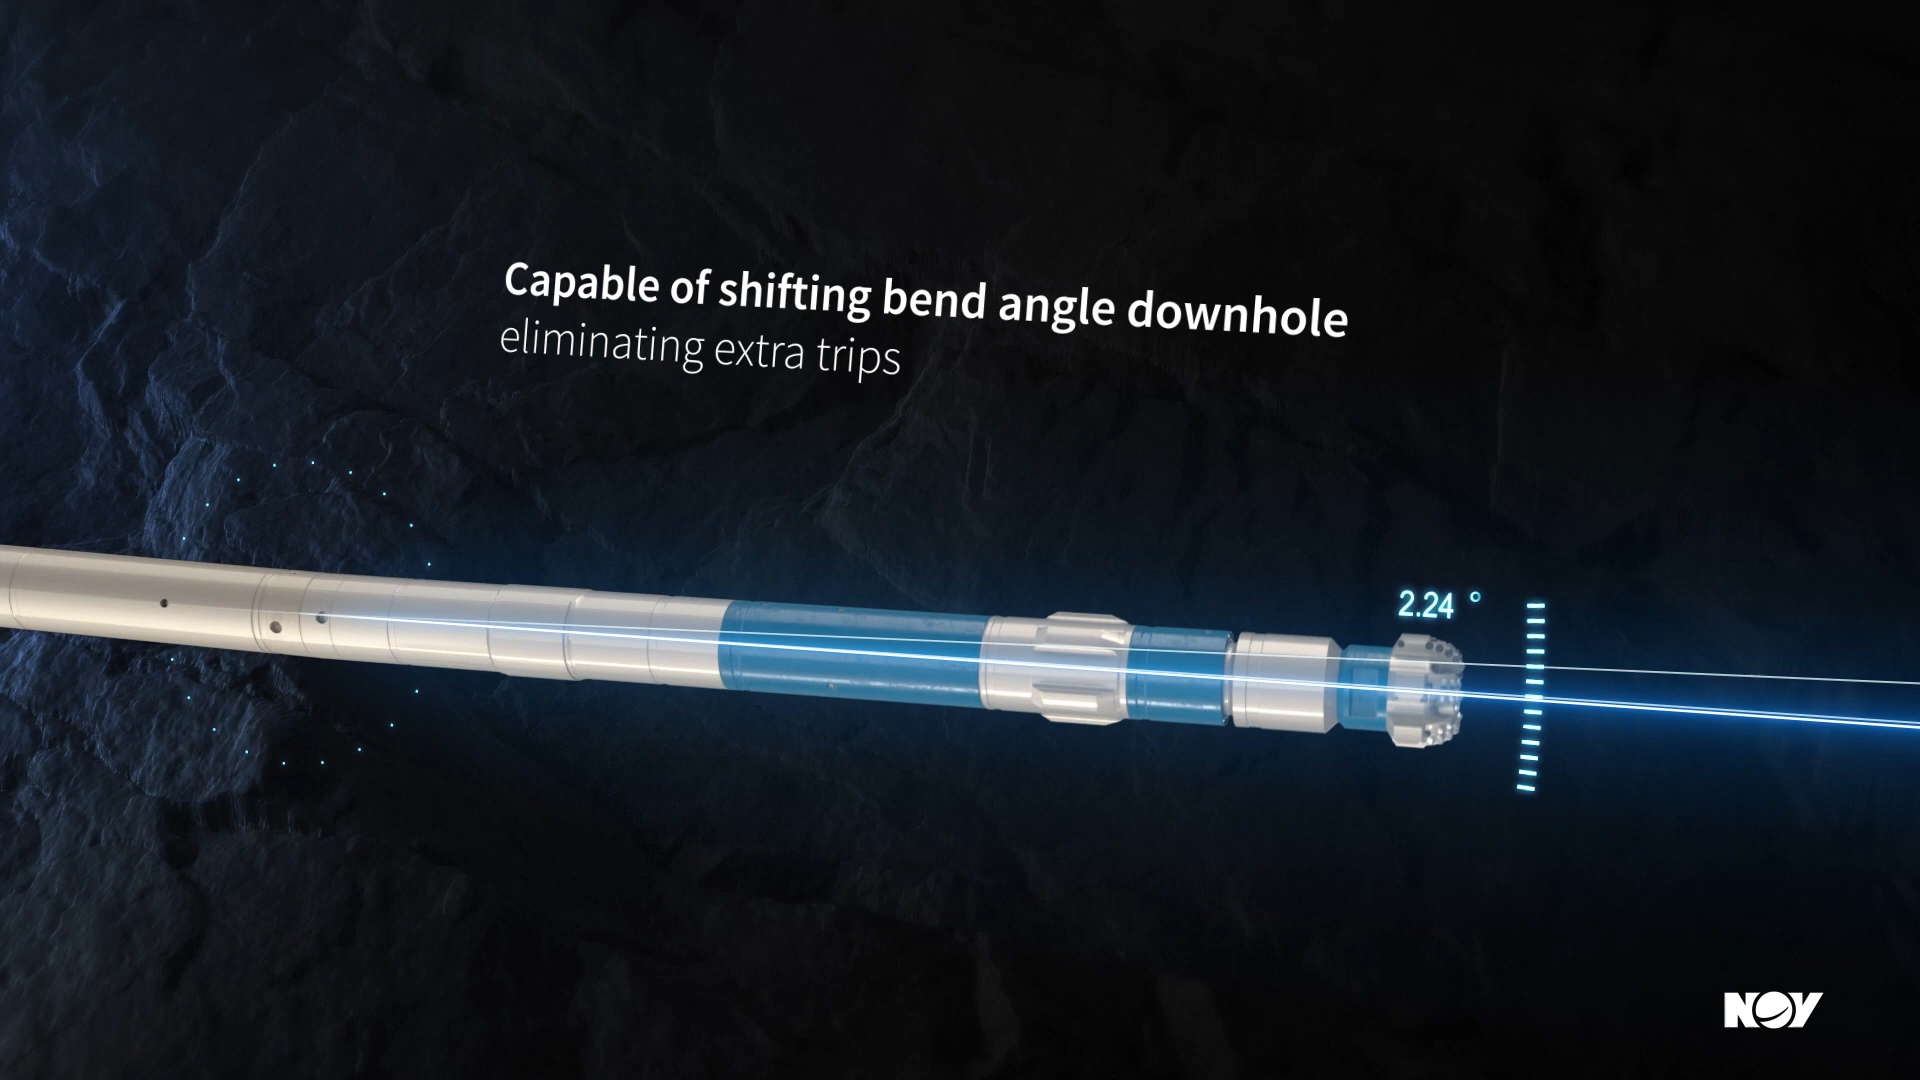 Capable of shifting bend angle downhole
eliminating extra trips
2.24 °
NOV